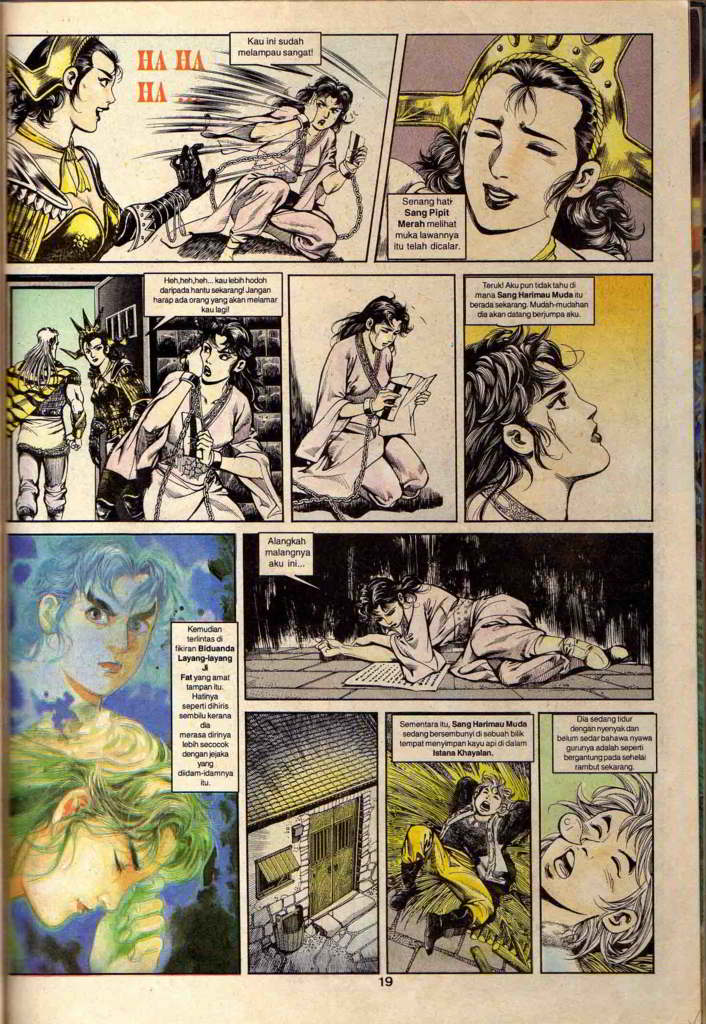 HA HA
HA ...
Kau ini sudah
melampau sangat!
Senang hati
Sang Pipit
Merah melihat
muka lawannya
itu telah dicalar.
Heh,heh,heh... kau lebih hodoh
daripada hantu sekarang! Jangan
harap ada orang yang akan melamar
kau lagi!
Teruk! Aku pun tidak tahu di
mana Sang Harimau Muda itu
berada sekarang. Mudah-mudahan
dia akan datang berjumpa aku.
Kemudian
terlintas di
fikiran Biduanda
Layang-layang
Ji
Fat yang amat
tampan itu.
Hatinya
seperti dihiris
sembilu kerana
dia
merasa dirinya
lebih secocok
dengan jejaka
yang
diidam-idamnya
itu.
Alangkah
malangnya
aku ini...
Sementara itu, Sang Harimau Muda
sedang bersembunyi di sebuah bilik
tempat menyimpan kayu api di dalam
Istana Khayalan.
Dia sedang tidur
dengan nyenyak dan
belum sedar bahawa nyawa
gurunya adalah seperti
bergantung pada sehelai
rambut sekarang.
19